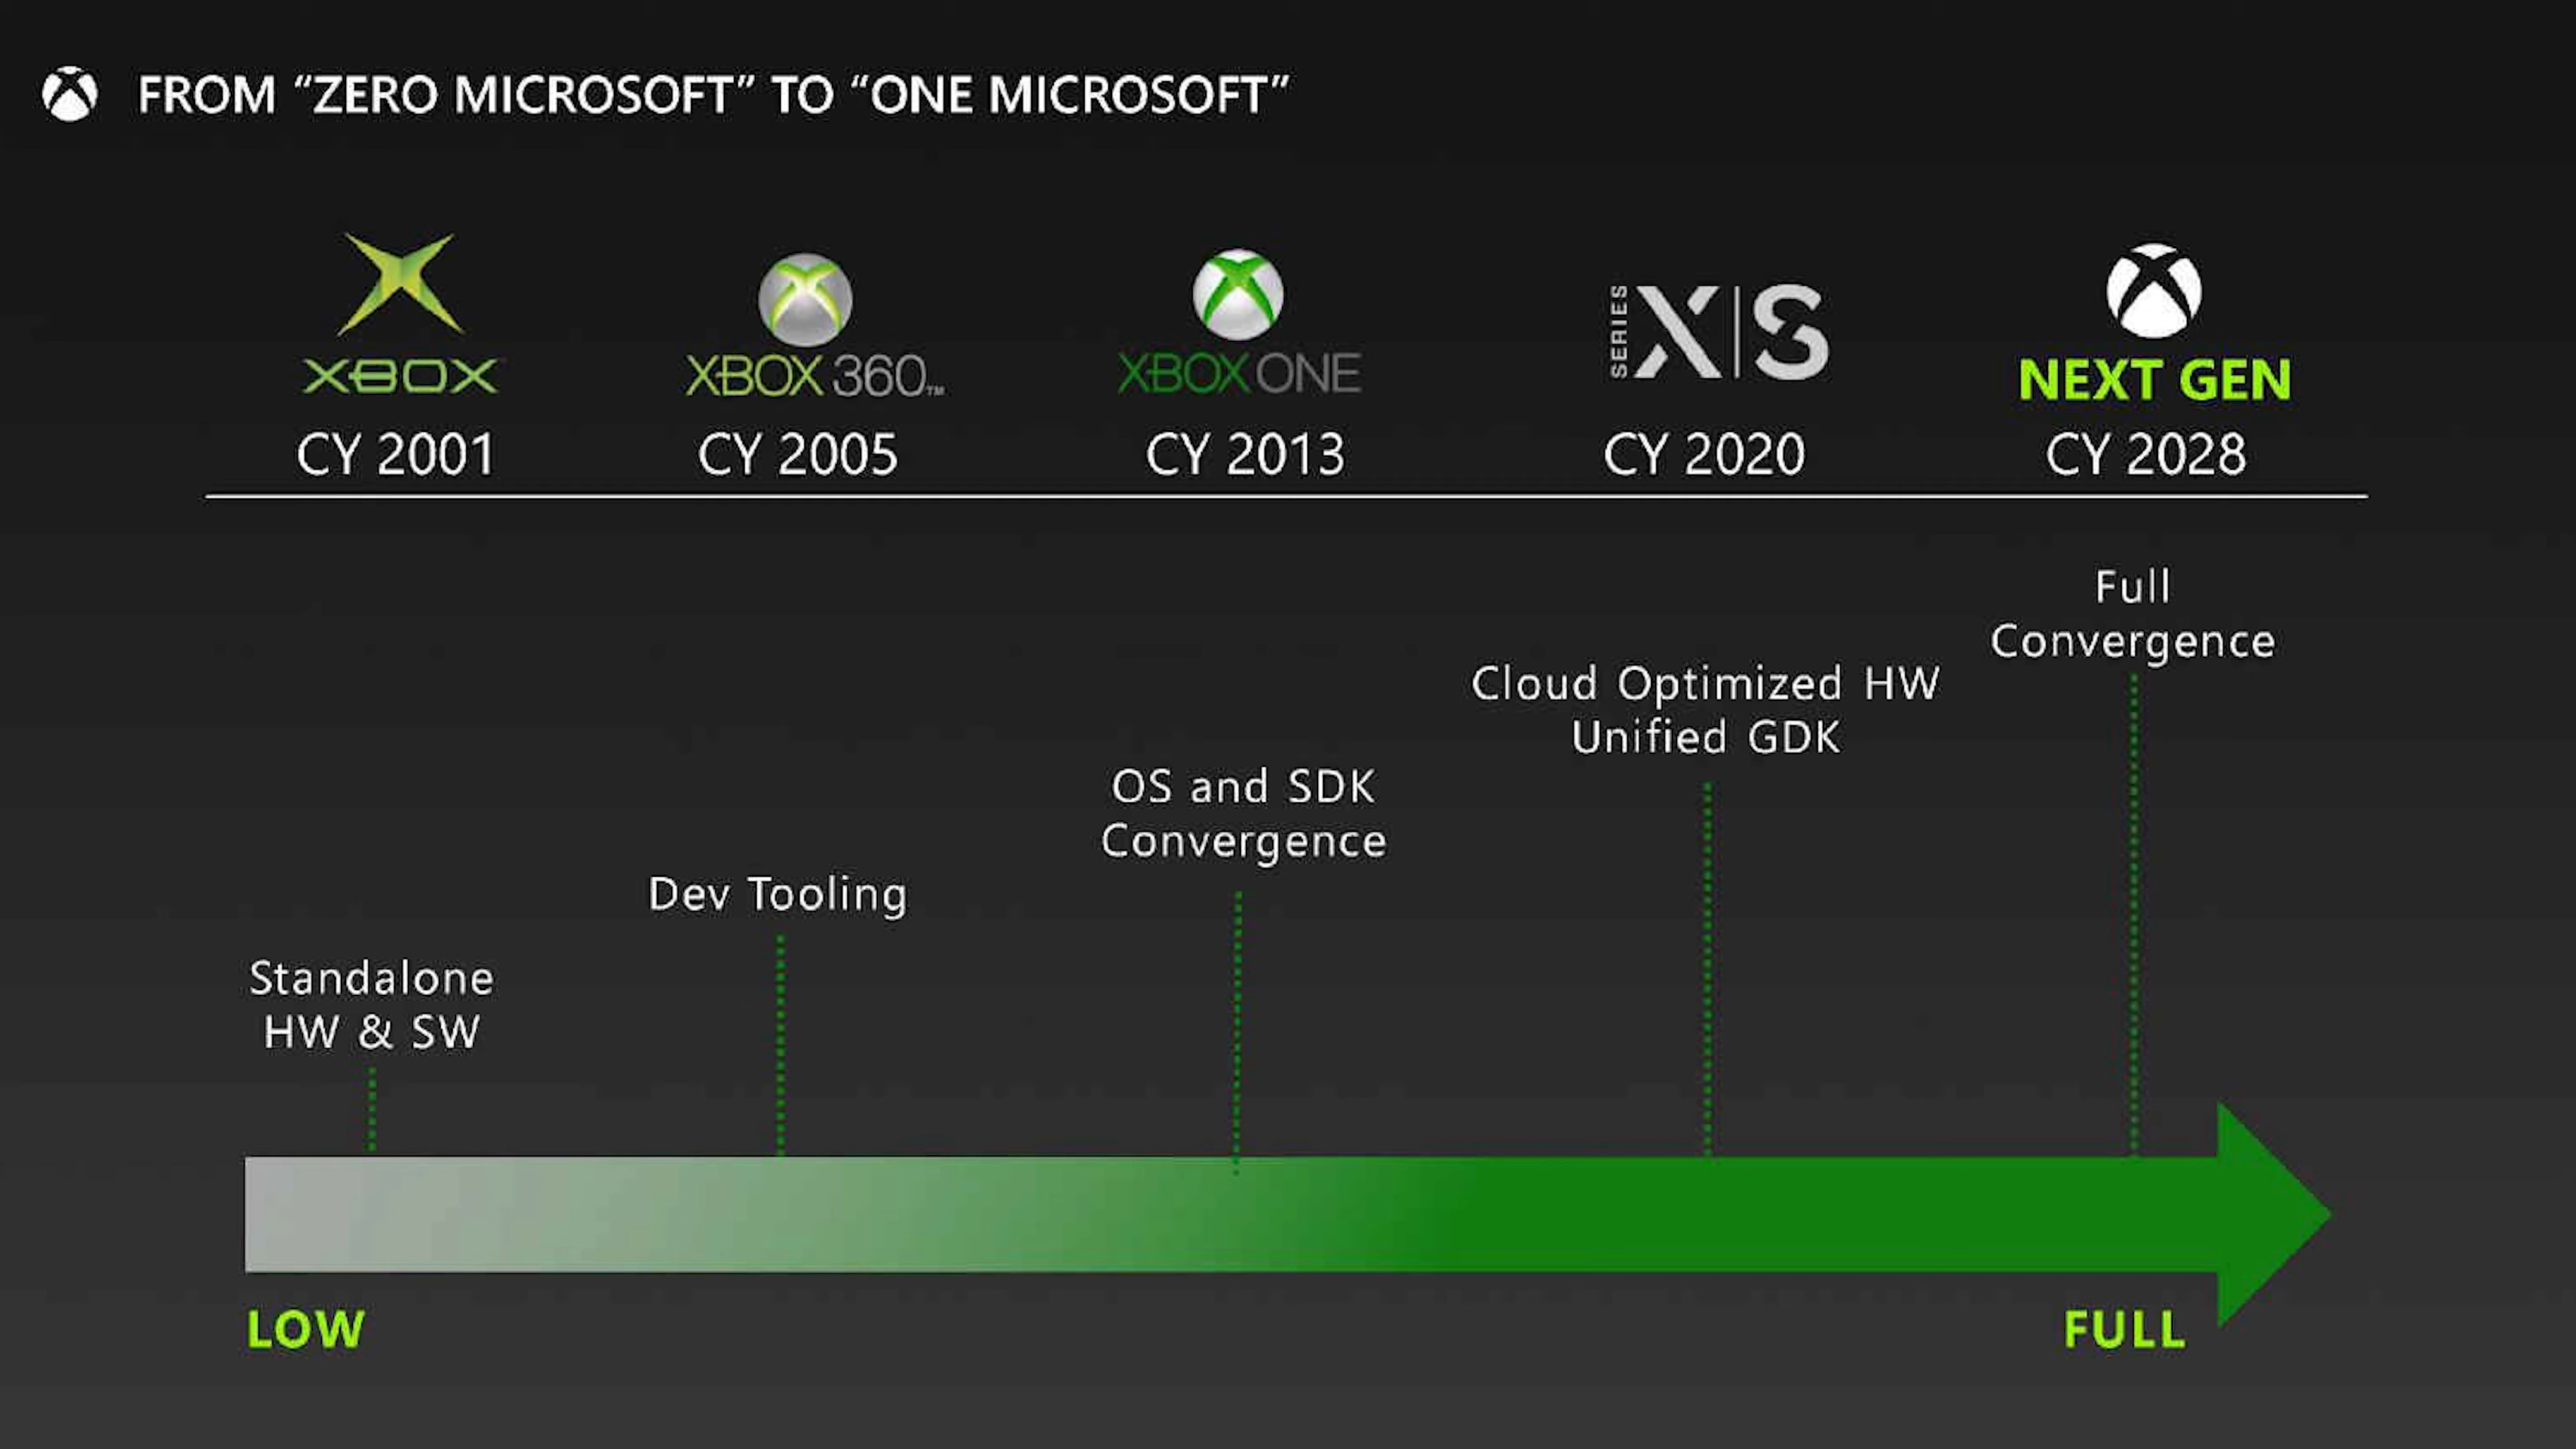 FROM “ZERO MICROSOFT” TO “ONE MICROSOFT”
XBOX
XBOX 360™
XBOX ONE
SERIES X|S
NEXT GEN
CY 2001
CY 2005
CY 2013
CY 2020
CY 2028
Standalone
HW & SW
Dev Tooling
OS and SDK
Convergence
Cloud Optimized HW
Unified GDK
Full
Convergence
LOW
FULL